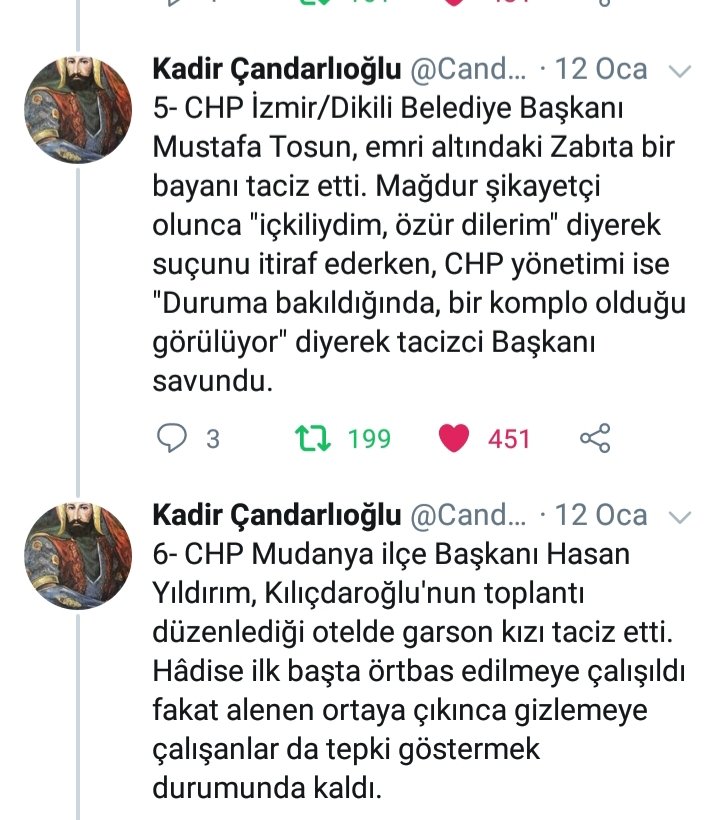 Kadir Çandarlıoğlu @Cand... · 12 Oca
5- CHP İzmir/Dikili Belediye Başkanı
Mustafa Tosun, emri altındaki Zabıta bir
bayanı taciz etti. Mağdur şikayetçi
olunca "içkiliydim, özür dilerim" diyerek
suçunu itiraf ederken, CHP yönetimi ise
"Duruma bakıldığında, bir komplo olduğu
görülüyor" diyerek tacizci Başkanı
savundu.
3 199 451
Kadir Çandarlıoğlu @Cand... · 12 Oca
6- CHP Mudanya ilçe Başkanı Hasan
Yıldırım, Kılıçdaroğlu'nun toplantı
düzenlediği otelde garson kızı taciz etti.
Hâdise ilk başta örtbas edilmeye çalışıldı
fakat alenen ortaya çıkınca gizlemeye
çalışanlar da tepki göstermek
durumunda kaldı.